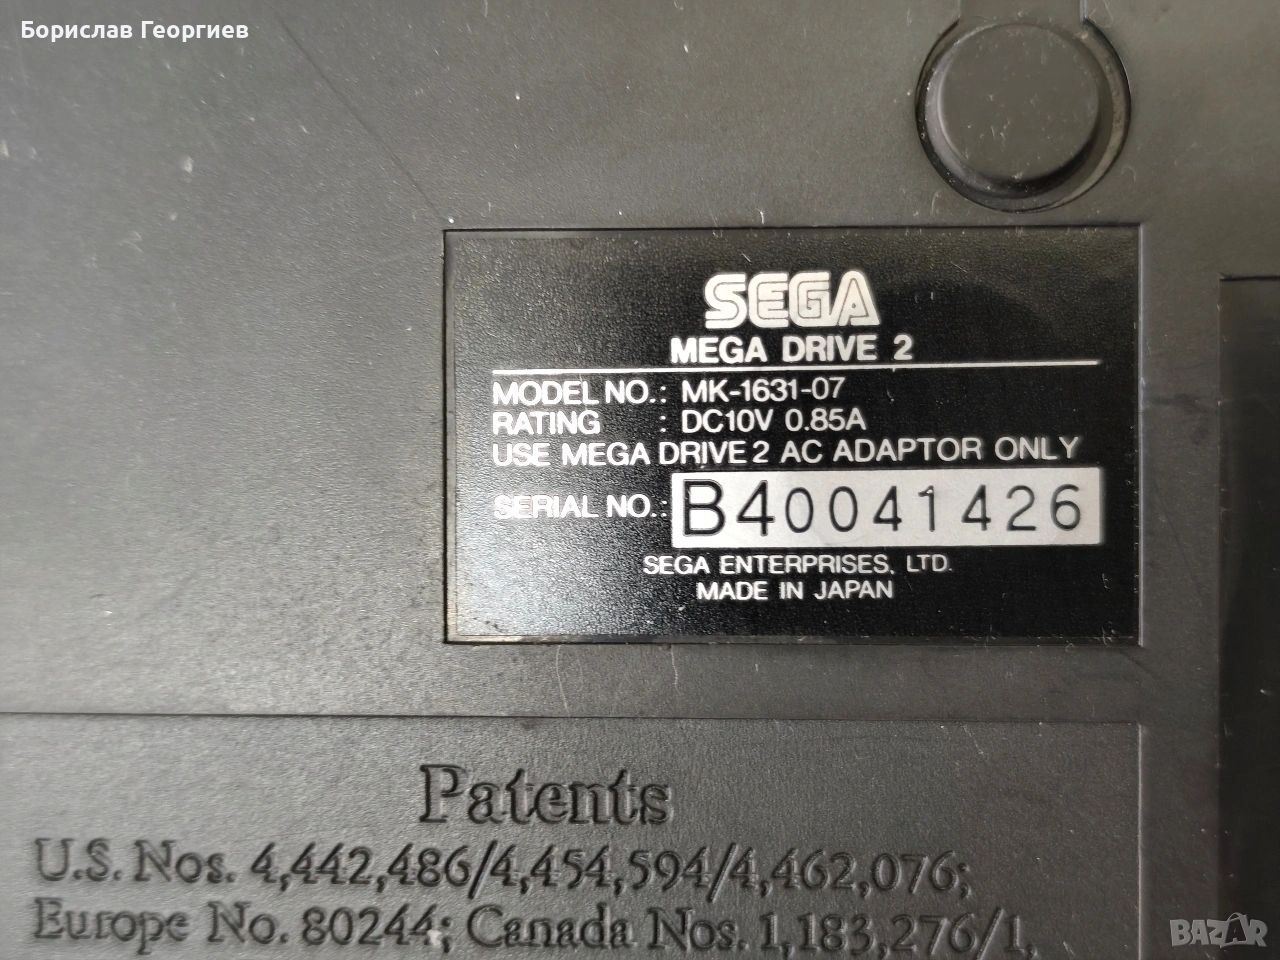 Борислав Георгиев
SEGA
MEGA DRIVE 2
MODEL NO.: MK-1631-07
RATING : DC10V 0.85A
USE MEGA DRIVE 2 AC ADAPTOR ONLY
SERIAL NO.: B40041426
SEGA ENTERPRISES, LTD.
MADE IN JAPAN
Patents
U.S. Nos. 4,442,486/4,454,594/4,462,076;
Europe No. 80244; Canada Nos. 1,183,276/1,
BAZAR